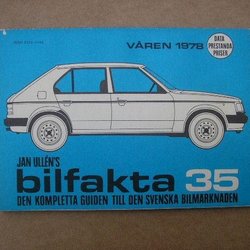 VÅREN 1978
DATA
PRESTANDA
PRISER
JAN ULLÉN'S
bilfakta 35
DEN KOMPLETTA GUIDEN TILL DEN SVENSKA BILMARKNADEN